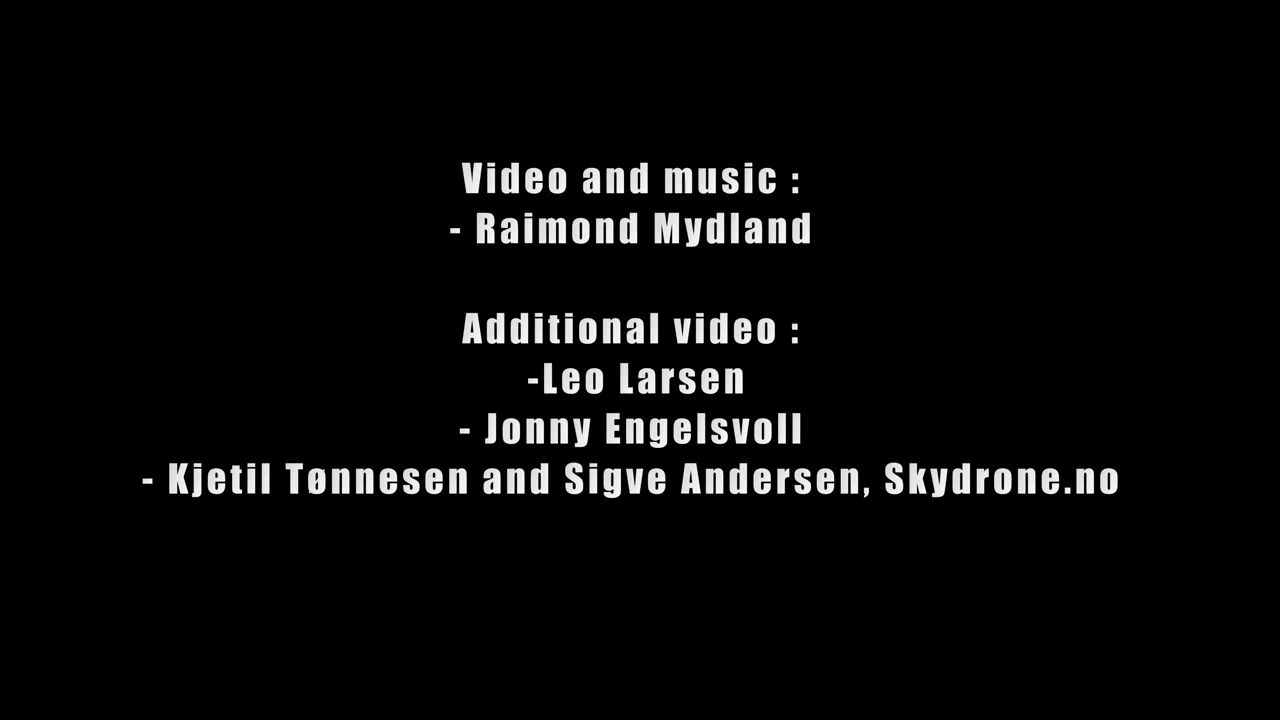 Video and music :
- Raimond Mydland
Additional video :
-Leo Larsen
- Jonny Engelsvoll
- Kjetil Tønnesen and Sigve Andersen, Skydrone.no